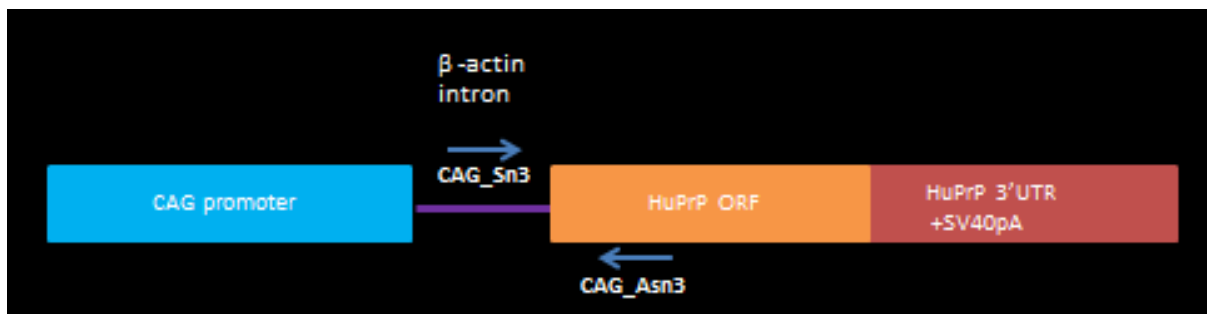 β-actin
intron
CAG_Sn3
CAG promoter
HuPrP ORF
HuPrP 3'UTR
+SV40pA
CAG_Asn3